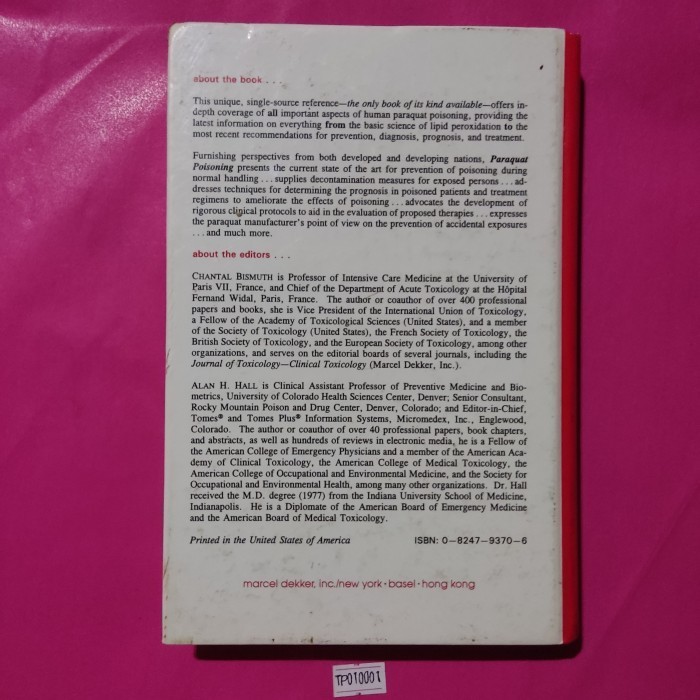 about the book . . .
This unique, single-source reference—the only book of its kind available—offers in-
depth coverage of all important aspects of human paraquat poisoning, providing the
latest information on everything from the basic science of lipid peroxidation to the
most recent recommendations for prevention, diagnosis, prognosis, and treatment.
Furnishing perspectives from both developed and developing nations, Paraquat
Poisoning presents the current state of the art for prevention of poisoning during
normal handling . . . supplies decontamination measures for exposed persons . . . ad-
dresses techniques for determining the prognosis in poisoned patients and treatment
regimens to ameliorate the effects of poisoning . . . advocates the development of
rigorous clinical protocols to aid in the evaluation of proposed therapies . . . expresses
the paraquat manufacturer's point of view on the prevention of accidental exposures
. . . and much more.
about the editors . . .
CHANTAL BISMUTH is Professor of Intensive Care Medicine at the University of
Paris VII, France, and Chief of the Department of Acute Toxicology at the Hôpital
Fernand Widal, Paris, France. The author or coauthor of over 400 professional
papers and books, she is Vice President of the International Union of Toxicology,
a Fellow of the Academy of Toxicological Sciences (United States), and a member
of the Society of Toxicology (United States), the French Society of Toxicology, the
British Society of Toxicology, and the European Society of Toxicology, among other
organizations, and serves on the editorial boards of several journals, including the
Journal of Toxicology—Clinical Toxicology (Marcel Dekker, Inc.).
ALAN H. HALL is Clinical Assistant Professor of Preventive Medicine and Bio-
metrics, University of Colorado Health Sciences Center, Denver; Senior Consultant,
Rocky Mountain Poison and Drug Center, Denver, Colorado; and Editor-in-Chief,
Tomes® and Tomes Plus® Information Systems, Micromedex, Inc., Englewood,
Colorado. The author or coauthor of over 40 professional papers, book chapters,
and abstracts, as well as hundreds of reviews in electronic media, he is a Fellow of
the American College of Emergency Physicians and a member of the American Aca-
demy of Clinical Toxicology, the American College of Medical Toxicology, the
American College of Occupational and Environmental Medicine, and the Society for
Occupational and Environmental Health, among many other organizations. Dr. Hall
received the M.D. degree (1977) from the Indiana University School of Medicine,
Indianapolis. He is a Diplomate of the American Board of Emergency Medicine
and the American Board of Medical Toxicology.
Printed in the United States of America ISBN: 0-8247-9370-6
marcel dekker, inc./new york · basel · hong kong
TP010001